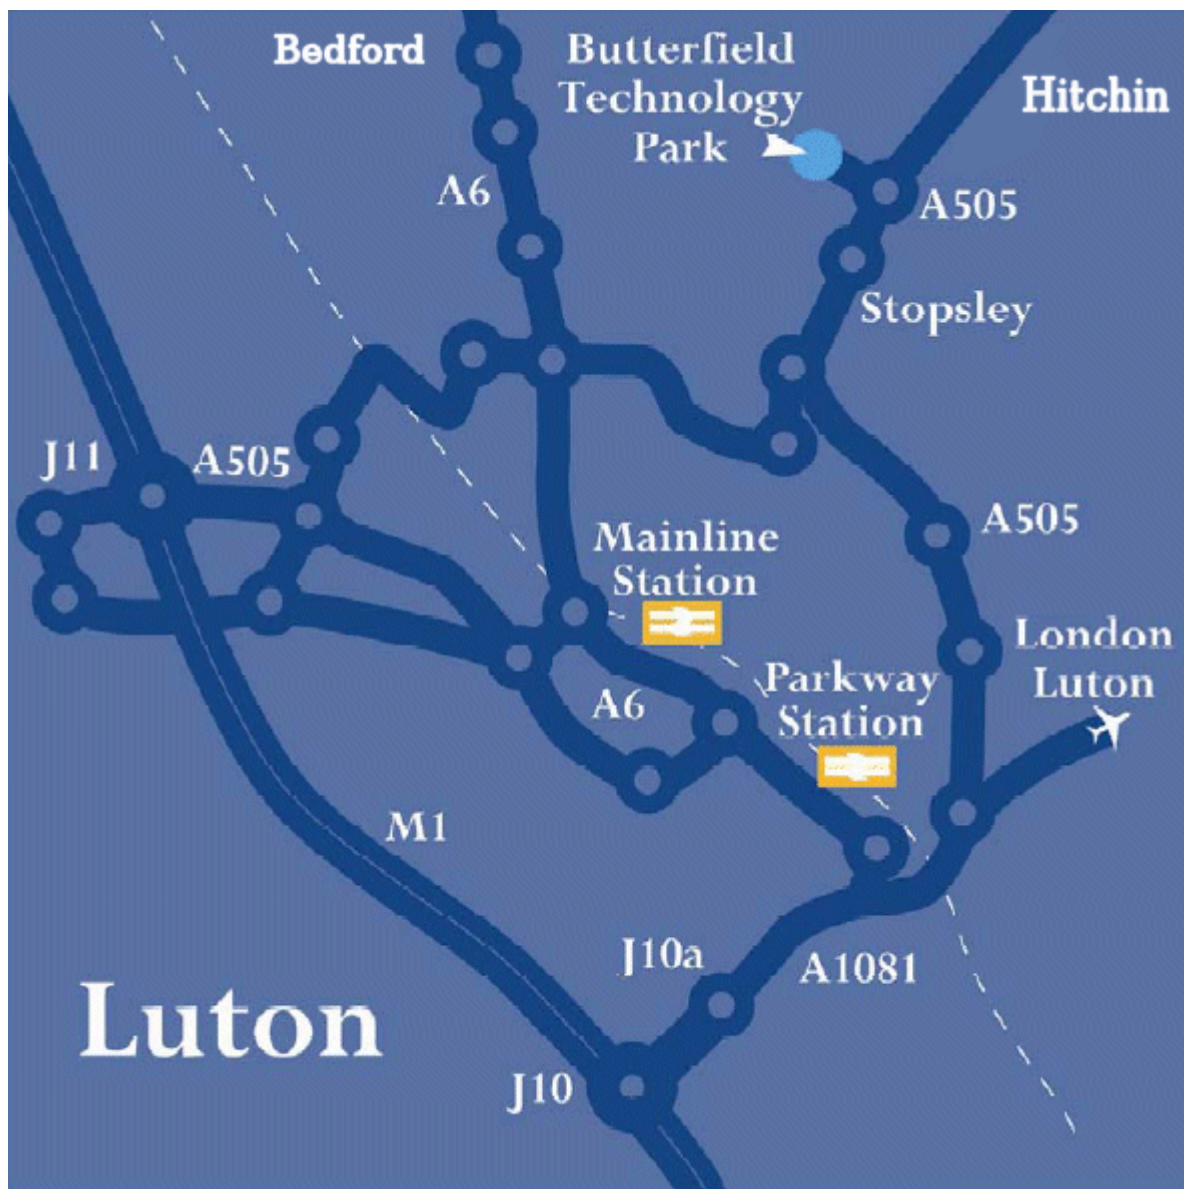 Bedford
Butterfield
Technology
Park
Hitchin
A6
A505
Stopsley
J11
A505
A505
Mainline
Station
London
Luton
Parkway
Station
A6
M1
J10a
A1081
Luton
J10